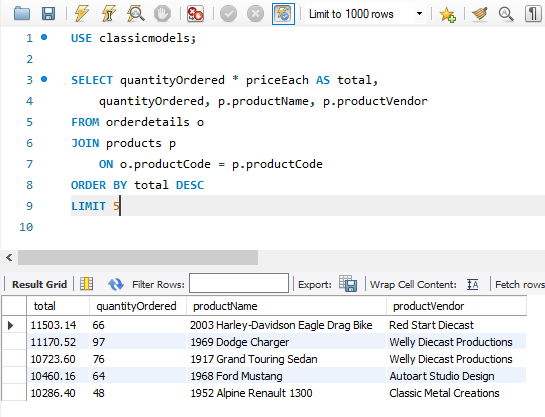 Limit to 1000 rows
1 USE classicmodels;
2
3 SELECT quantityOrdered * priceEach AS total,
4 quantityOrdered, p.productName, p.productVendor
5 FROM orderdetails o
6 JOIN products p
7 ON o.productCode = p.productCode
8 ORDER BY total DESC
9 LIMIT 5
10
Result Grid Filter Rows: Export: Wrap Cell Content: IA Fetch rows
total quantityOrdered productName productVendor
11503.14 66 2003 Harley-Davidson Eagle Drag Bike Red Start Diecast
11170.52 97 1969 Dodge Charger Welly Diecast Productions
10723.60 76 1917 Grand Touring Sedan Welly Diecast Productions
10460.16 64 1968 Ford Mustang Autoart Studio Design
10286.40 48 1952 Alpine Renault 1300 Classic Metal Creations